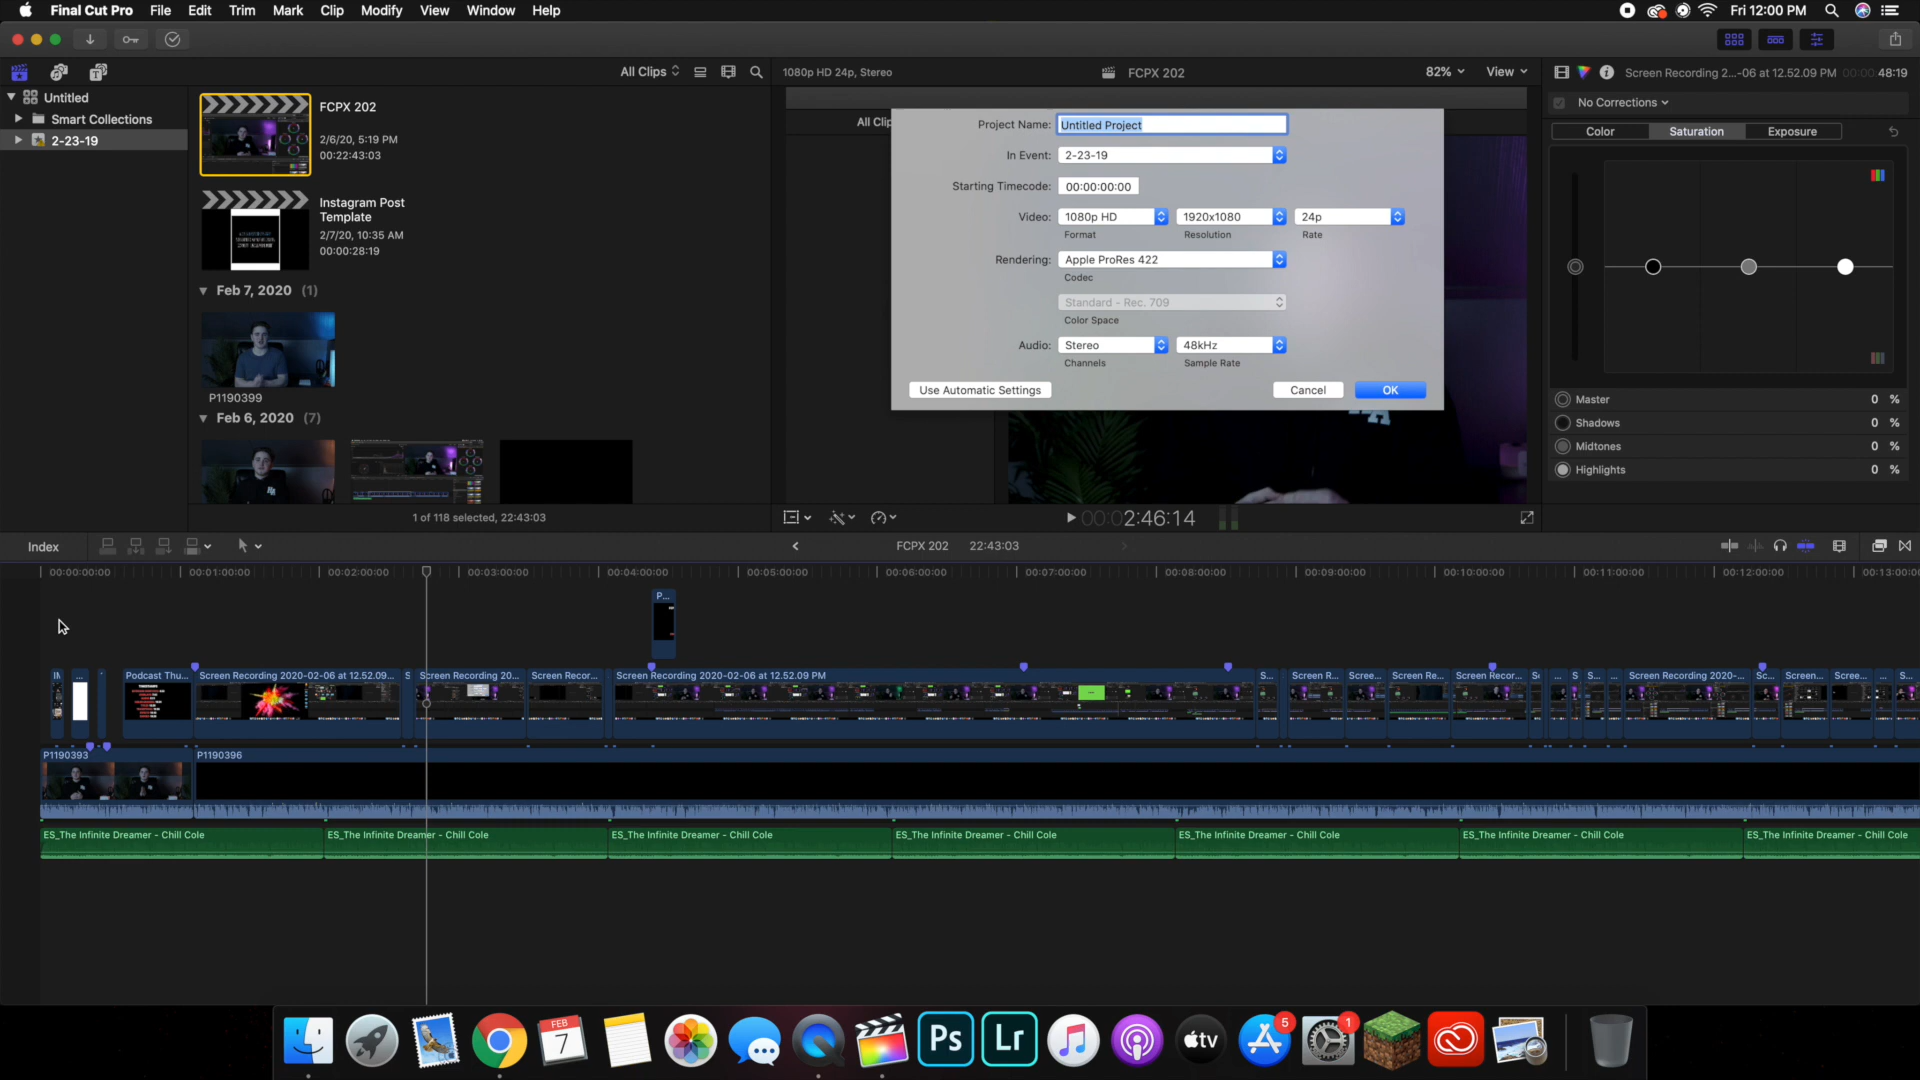 Final Cut Pro File Edit Trim Mark Clip Modify View Window Help
Fri 12:00 PM
All Clips
1080p HD 24p, Stereo
FCPX 202
82%
View
Screen Recording 2...-06 at 12.52.09 PM 00:00:48:19
Untitled
Smart Collections
2-23-19
FCPX 202
2/6/20, 5:19 PM
00:22:43:03
Instagram Post
Template
2/7/20, 10:35 AM
00:00:28:19
Feb 7, 2020 (1)
P1190399
Feb 6, 2020 (7)
1 of 118 selected, 22:43:03
All Clip
Project Name: Untitled Project
In Event: 2-23-19
Starting Timecode: 00:00:00:00
Video: 1080p HD 1920x1080 24p
Format Resolution Rate
Rendering: Apple ProRes 422
Codec
Standard - Rec. 709
Color Space
Audio: Stereo 48kHz
Channels Sample Rate
Use Automatic Settings Cancel OK
00:02:46:14
No Corrections
Color Saturation Exposure
Master 0 %
Shadows 0 %
Midtones 0 %
Highlights 0 %
Index
FCPX 202 22:43:03
00:00:00:00 00:01:00:00 00:02:00:00 00:03:00:00 00:04:00:00 00:05:00:00 00:06:00:00 00:07:00:00 00:08:00:00 00:09:00:00 00:10:00:00 00:11:00:00 00:12:00:00 00:13:00:00
P...
... Podcast Thu... Screen Recording 2020-02-06 at 12.52.09... S Screen Recording 20... Screen Recor... Screen Recording 2020-02-06 at 12.52.09 PM S... Screen R... Scree... Screen Re... Screen Recor... ... S S... ... Screen Recording 2020-... Sc... Screen... Scree... S...
P1190393 P1190396
ES_The Infinite Dreamer - Chill Cole ES_The Infinite Dreamer - Chill Cole ES_The Infinite Dreamer - Chill Cole ES_The Infinite Dreamer - Chill Cole ES_The Infinite Dreamer - Chill Cole ES_The Infinite Dreamer - Chill Cole ES_The Infinite Dreamer - Chill Cole
FEB
7
Ps
Lr
tv
5
1